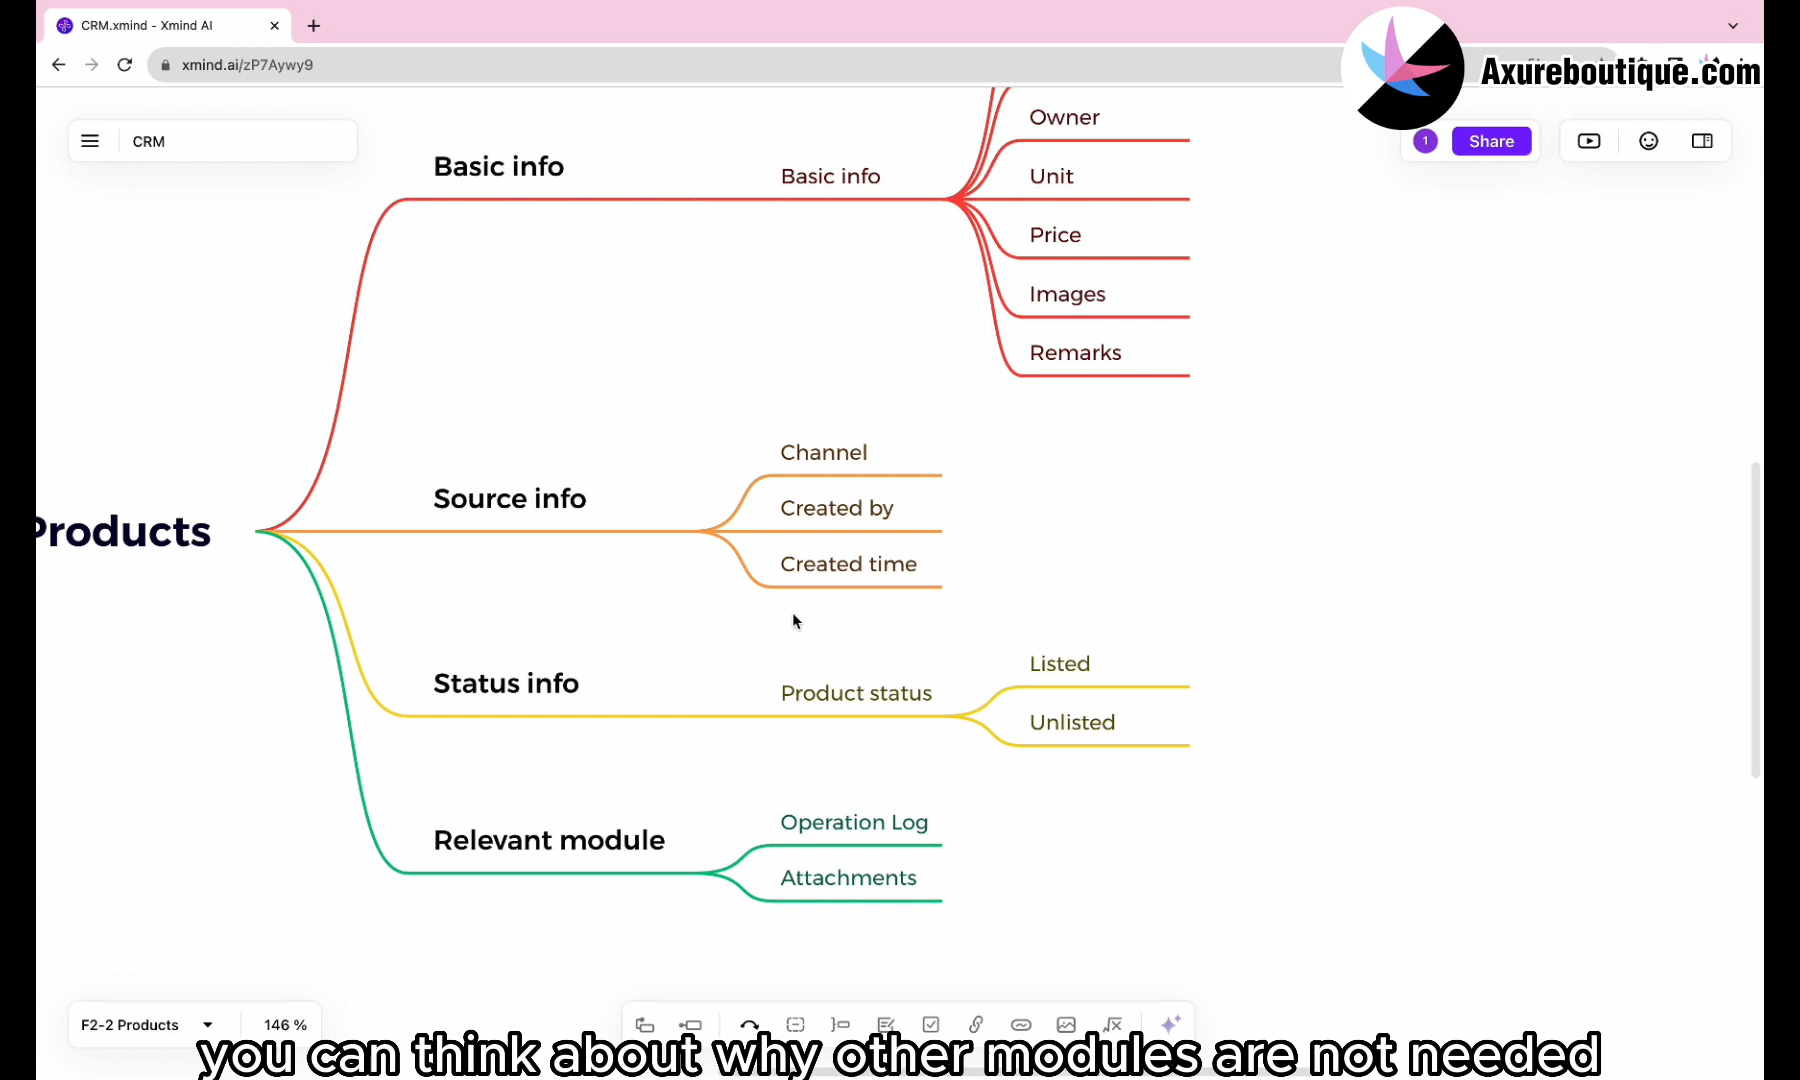 CRM.xmind - Xmind AI
xmind.ai/zP7Aywy9
Axureboutique.com
CRM
1
Share
Owner
Basic info
Basic info
Unit
Price
Images
Remarks
Channel
Source info
Created by
Products
Created time
Listed
Status info
Product status
Unlisted
Operation Log
Relevant module
Attachments
F2-2 Products
146 %
you can think about why other modules are not needed